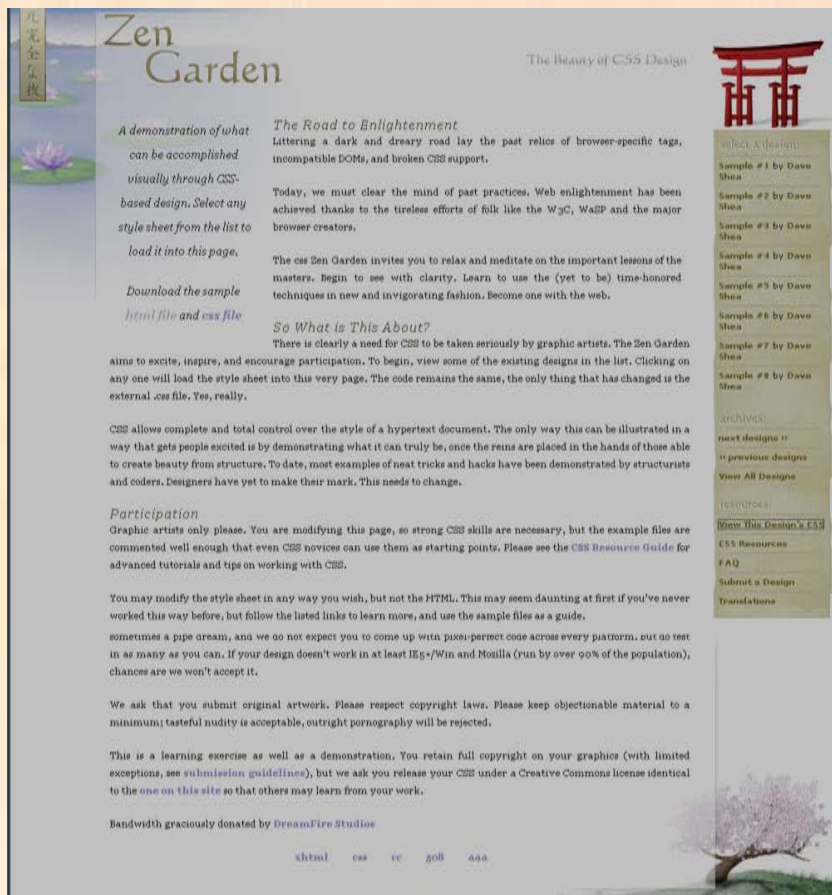 完
全
な
Zen
Garden
The Beauty of CSS Design
A demonstration of what
can be accomplished
visually through CSS-
based design. Select any
style sheet from the list to
load it into this page.
Download the sample
html file and css file
The Road to Enlightenment
Littering a dark and dreary road lay the past relics of browser-specific tags,
incompatible DOMs, and broken CSS support.
Today, we must clear the mind of past practices. Web enlightenment has been
achieved thanks to the tireless efforts of folk like the W3C, WaSP and the major
browser creators.
The css Zen Garden invites you to relax and meditate on the important lessons of the
masters. Begin to see with clarity. Learn to use the (yet to be) time-honored
techniques in new and invigorating fashion. Become one with the web.
So What is This About?
There is clearly a need for CSS to be taken seriously by graphic artists. The Zen Garden
aims to excite, inspire, and encourage participation. To begin, view some of the existing designs in the list. Clicking on
any one will load the style sheet into this very page. The code remains the same, the only thing that has changed is the
external .css file. Yes, really.
CSS allows complete and total control over the style of a hypertext document. The only way this can be illustrated in a
way that gets people excited is by demonstrating what it can truly be, once the reins are placed in the hands of those able
to create beauty from structure. To date, most examples of neat tricks and hacks have been demonstrated by structurists
and coders. Designers have yet to make their mark. This needs to change.
Participation
Graphic artists only please. You are modifying this page, so strong CSS skills are necessary, but the example files are
commented well enough that even CSS novices can use them as starting points. Please see the CSS Resource Guide for
advanced tutorials and tips on working with CSS.
You may modify the style sheet in any way you wish, but not the HTML. This may seem daunting at first if you've never
worked this way before, but follow the listed links to learn more, and use the sample files as a guide.
sometimes a pipe dream, and we do not expect you to come up with pixel-perfect code across every platform. But do test
in as many as you can. If your design doesn't work in at least IE5+/Win and Mozilla (run by over 90% of the population),
chances are we won't accept it.
We ask that you submit original artwork. Please respect copyright laws. Please keep objectionable material to a
minimum; tasteful nudity is acceptable, outright pornography will be rejected.
This is a learning exercise as well as a demonstration. You retain full copyright on your graphics (with limited
exceptions, see submission guidelines), but we ask you release your CSS under a Creative Commons license identical
to the one on this site so that others may learn from your work.
Bandwidth graciously donated by DreamFire Studios
xhtml css cc 508 aaa
select a design:
Sample #1 by Dave
Shea
Sample #2 by Dave
Shea
Sample #3 by Dave
Shea
Sample #4 by Dave
Shea
Sample #5 by Dave
Shea
Sample #6 by Dave
Shea
Sample #7 by Dave
Shea
Sample #8 by Dave
Shea
archives:
next designs »
« previous designs
View All Designs
resources:
View This Design's CSS
CSS Resources
FAQ
Submit a Design
Translations